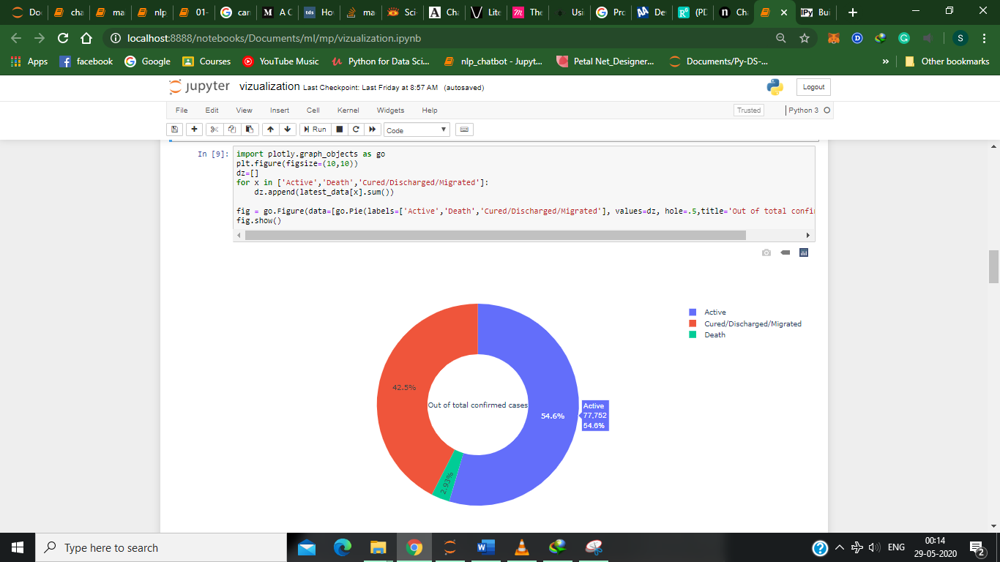 Do
cha
ma
nlp
01-
car
M A C
tds Ho
ma
Sci-
A Cha
Lite
m The
Usi
Pro
De
R (PD
n Cha
IPy Bui
localhost:8888/notebooks/Documents/ml/mp/vizualization.ipynb
S
Apps facebook Google Courses YouTube Music Python for Data Sci... nlp_chatbot - Jupyt... Petal Net_Designer... Documents/Py-DS-... » Other bookmarks
jupyter vizualization Last Checkpoint: Last Friday at 8:57 AM (autosaved) Logout
File Edit View Insert Cell Kernel Widgets Help Trusted Python 3
Run Code
In [9]: import plotly.graph_objects as go
plt.figure(figsize=(10,10))
dz=[]
for x in ['Active','Death','Cured/Discharged/Migrated']:
dz.append(latest_data[x].sum())
fig = go.Figure(data=[go.Pie(labels=['Active','Death','Cured/Discharged/Migrated'], values=dz, hole=.5,title='Out of total confir
fig.show()
Active
Cured/Discharged/Migrated
Death
42.5%
Out of total confirmed cases
54.6%
Active
77,752
54.6%
2.93%
Type here to search
ENG
00:14
29-05-2020
2